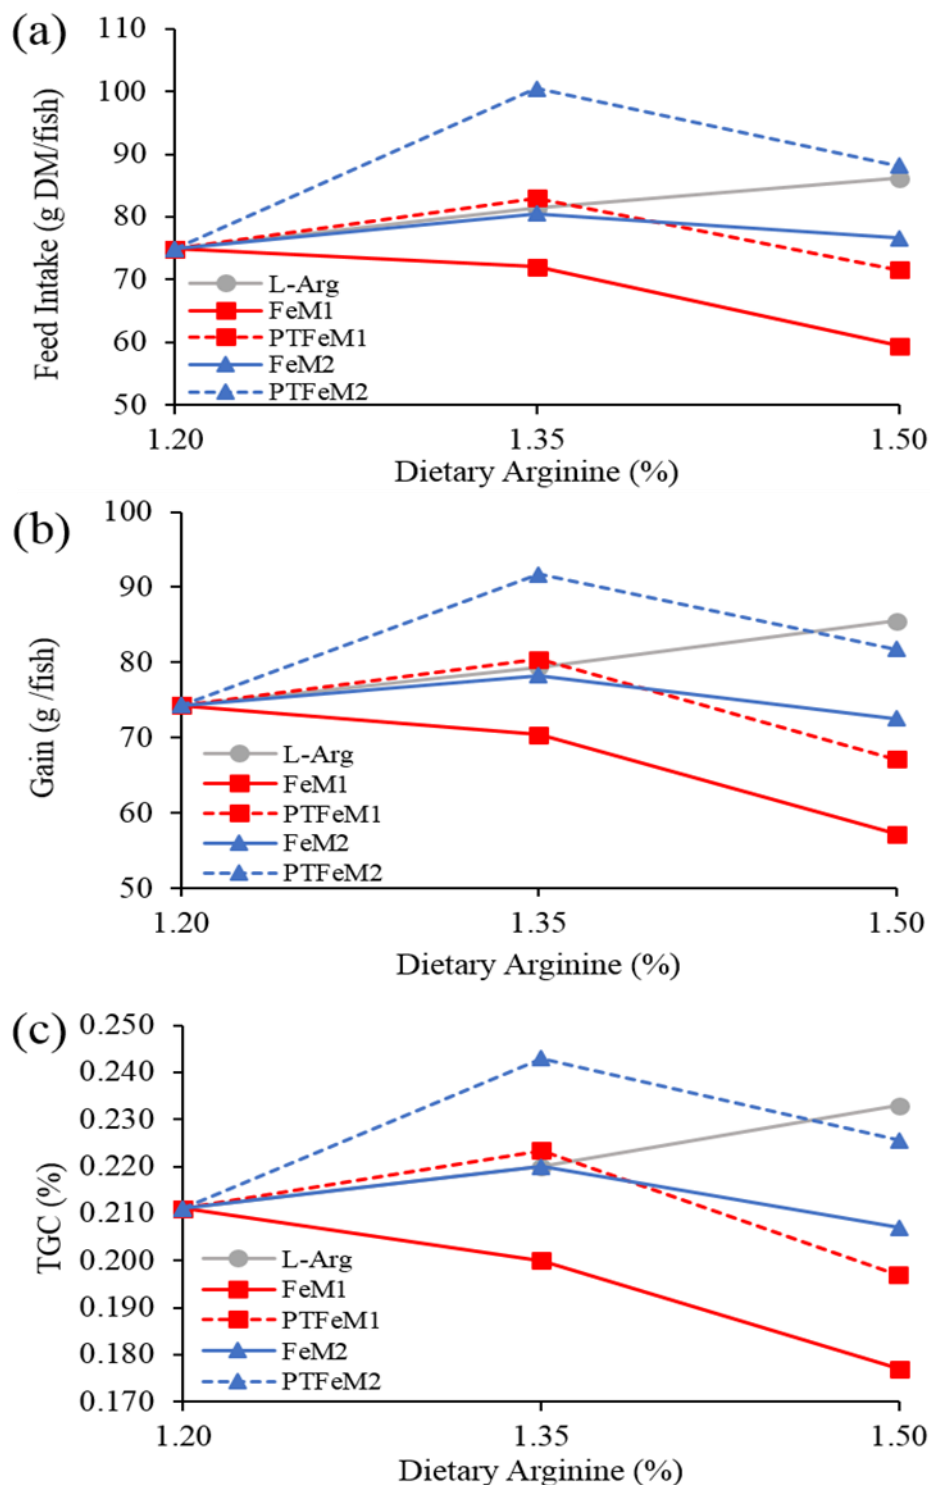 (a)
Feed Intake (g DM/fish)
110
100
90
80
70
60
50
L-Arg
FeM1
PTFeM1
FeM2
PTFeM2
1.20 1.35 1.50
Dietary Arginine (%)
(b)
Gain (g /fish)
100
90
80
70
60
50
L-Arg
FeM1
PTFeM1
FeM2
PTFeM2
1.20 1.35 1.50
Dietary Arginine (%)
(c)
TGC (%)
0.250
0.240
0.230
0.220
0.210
0.200
0.190
0.180
0.170
L-Arg
FeM1
PTFeM1
FeM2
PTFeM2
1.20 1.35 1.50
Dietary Arginine (%)